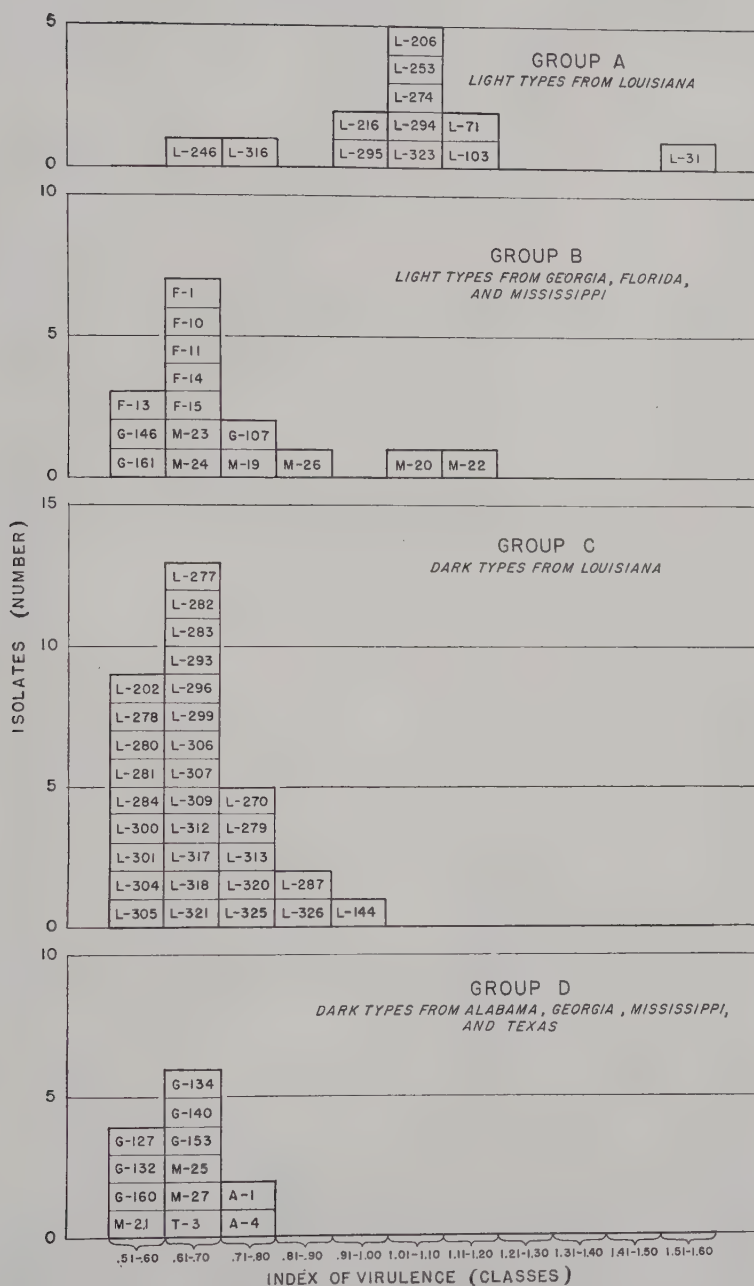 5
L-206
L-253
L-274
L-216 L-294 L-71
L-246 L-316 L-295 L-323 L-103 L-31
0
GROUP A
LIGHT TYPES FROM LOUISIANA
10
GROUP B
LIGHT TYPES FROM GEORGIA, FLORIDA,
AND MISSISSIPPI
F-1
F-10
5
F-11
F-14
F-13 F-15
G-146 M-23 G-107
G-161 M-24 M-19 M-26 M-20 M-22
0
15
GROUP C
DARK TYPES FROM LOUISIANA
L-277
L-282
L-283
10
L-293
L-202 L-296
L-278 L-299
L-280 L-306
L-281 L-307
5
L-284 L-309 L-270
L-300 L-312 L-279
L-301 L-317 L-313
L-304 L-318 L-320 L-287
L-305 L-321 L-325 L-326 L-144
0
10
GROUP D
DARK TYPES FROM ALABAMA, GEORGIA, MISSISSIPPI,
AND TEXAS
G-134
5
G-140
G-127 G-153
G-132 M-25
G-160 M-27 A-1
M-21 T-3 A-4
0
ISOLATES (NUMBER)
.51-.60 .61-.70 .71-.80 .81-.90 .91-1.00 1.01-1.10 1.11-1.20 1.21-1.30 1.31-1.40 1.41-1.50 1.51-1.60
INDEX OF VIRULENCE (CLASSES)